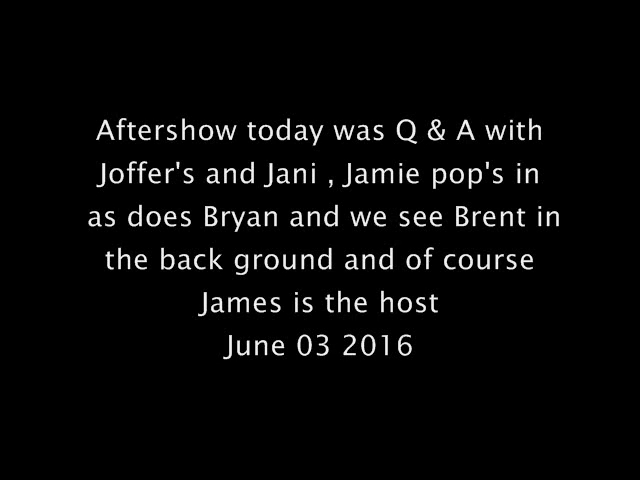 Aftershow today was Q & A with
Joffer's and Jani , Jamie pop's in
as does Bryan and we see Brent in
the back ground and of course
James is the host
June 03 2016